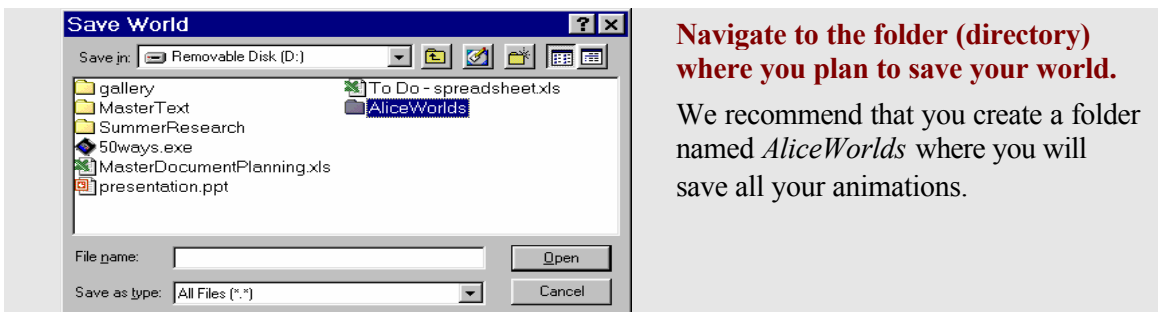 Save World
Save in: Removable Disk (D:)
gallery
MasterText
SummerResearch
50ways.exe
MasterDocumentPlanning.xls
presentation.ppt
To Do - spreadsheet.xls
AliceWorlds
File name:
Open
Save as type: All Files (*.*)
Cancel
Navigate to the folder (directory)
where you plan to save your world.
We recommend that you create a folder
named AliceWorlds where you will
save all your animations.